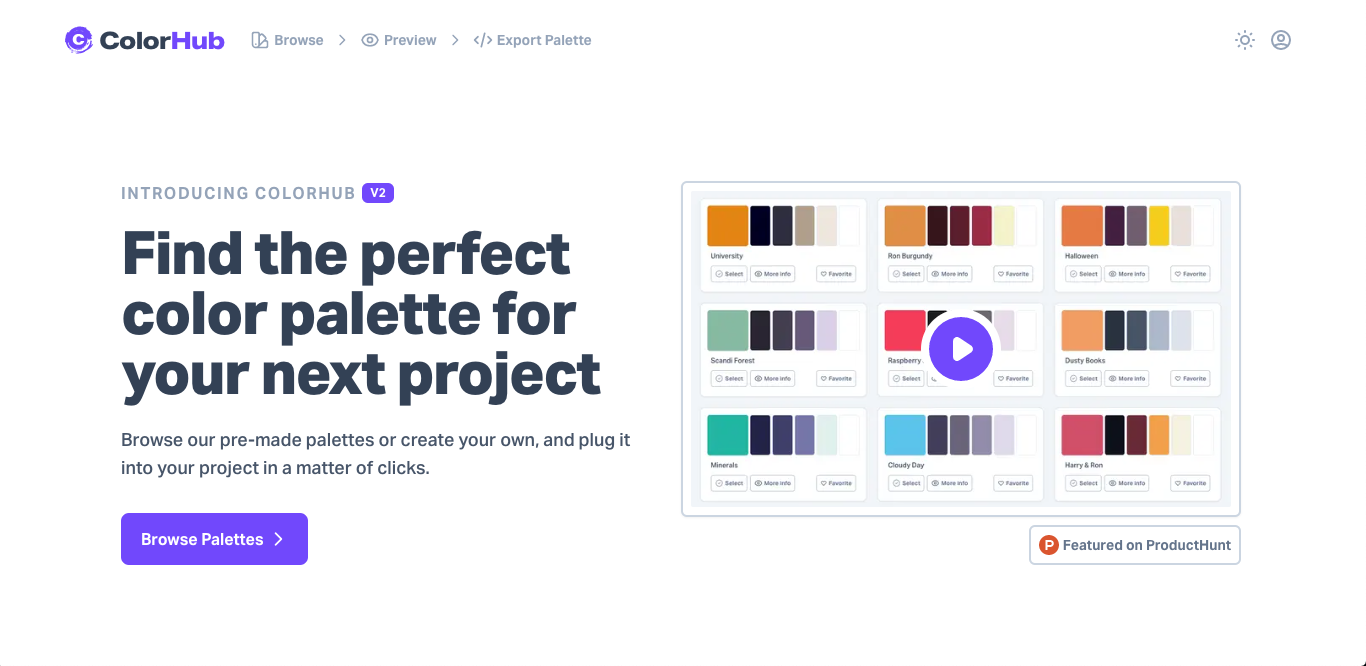 ColorHub
Browse
Preview
</> Export Palette
INTRODUCING COLORHUB V2
Find the perfect
color palette for
your next project
Browse our pre-made palettes or create your own, and plug it
into your project in a matter of clicks.
Browse Palettes
University
Select More info Favorite
Ron Burgundy
Select More info Favorite
Halloween
Select More info Favorite
Scandi Forest
Select More info Favorite
Raspberry
Select Favorite
Dusty Books
Select More info Favorite
Minerals
Select More info Favorite
Cloudy Day
Select More info Favorite
Harry & Ron
Select More info Favorite
P Featured on ProductHunt